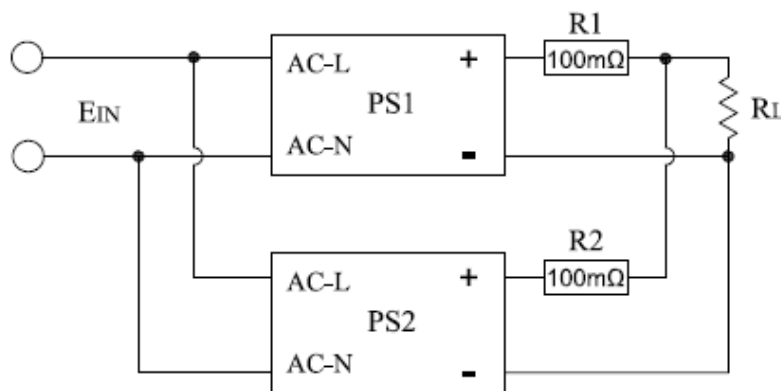 R1
AC-L + 100mΩ
EIN PS1 RL
AC-N -
R2
AC-L + 100mΩ
PS2
AC-N -